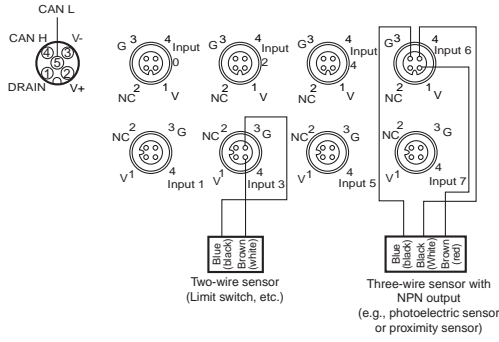 CAN L
CAN H
V-
4
3
5
1
2
DRAIN
V+
G 3
4
Input
0
2
NC
1
V
G 3
4
Input
2
2
NC
1
V
G 3
4
Input
4
2
NC
1
V
G 3
4
Input 6
2
NC
1
V
NC 2
3 G
V 1
4
Input 1
NC 2
3 G
V 1
4
Input 3
NC 2
3 G
V 1
4
Input 5
NC 2
3 G
V 1
4
Input 7
Blue
(black)
Brown
(white)
Two-wire sensor
(Limit switch, etc.)
Blue
(black)
Black
(White)
Brown
(red)
Three-wire sensor with
NPN output
(e.g., photoelectric sensor
or proximity sensor)